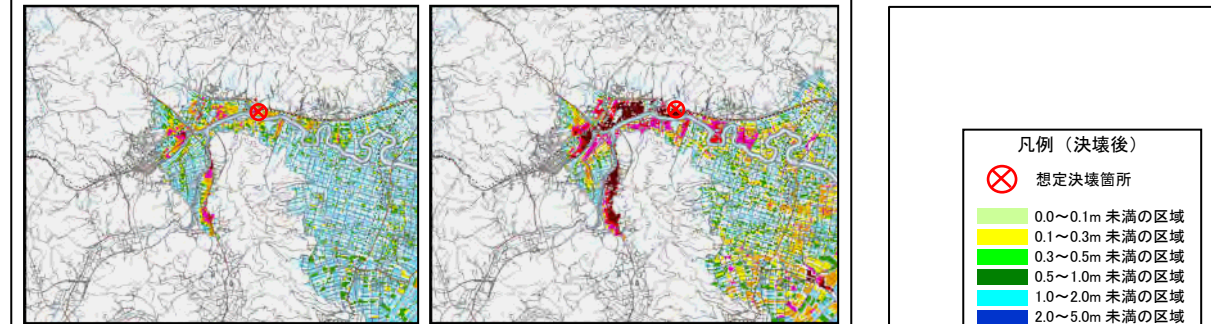 凡例（決壊後）
想定決壊箇所
0.0～0.1m 未満の区域
0.1～0.3m 未満の区域
0.3～0.5m 未満の区域
0.5～1.0m 未満の区域
1.0～2.0m 未満の区域
2.0～5.0m 未満の区域